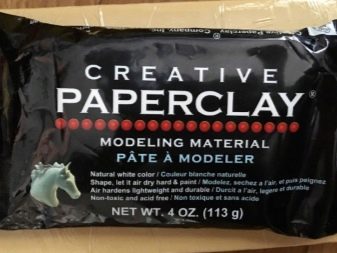 CREATIVE
PAPERCLAY®
MODELING MATERIAL
PÂTE À MODELER
Natural white color / Couleur blanche naturelle
Shape, let it air dry hard & paint / Modelez, sechez a l'air, et puis peignez
Air hardens lightweight and durable / Durcit a l'air, legere et durable
Non-toxic and acid free / Non toxique et sans acide
NET WT. 4 OZ. (113 g)